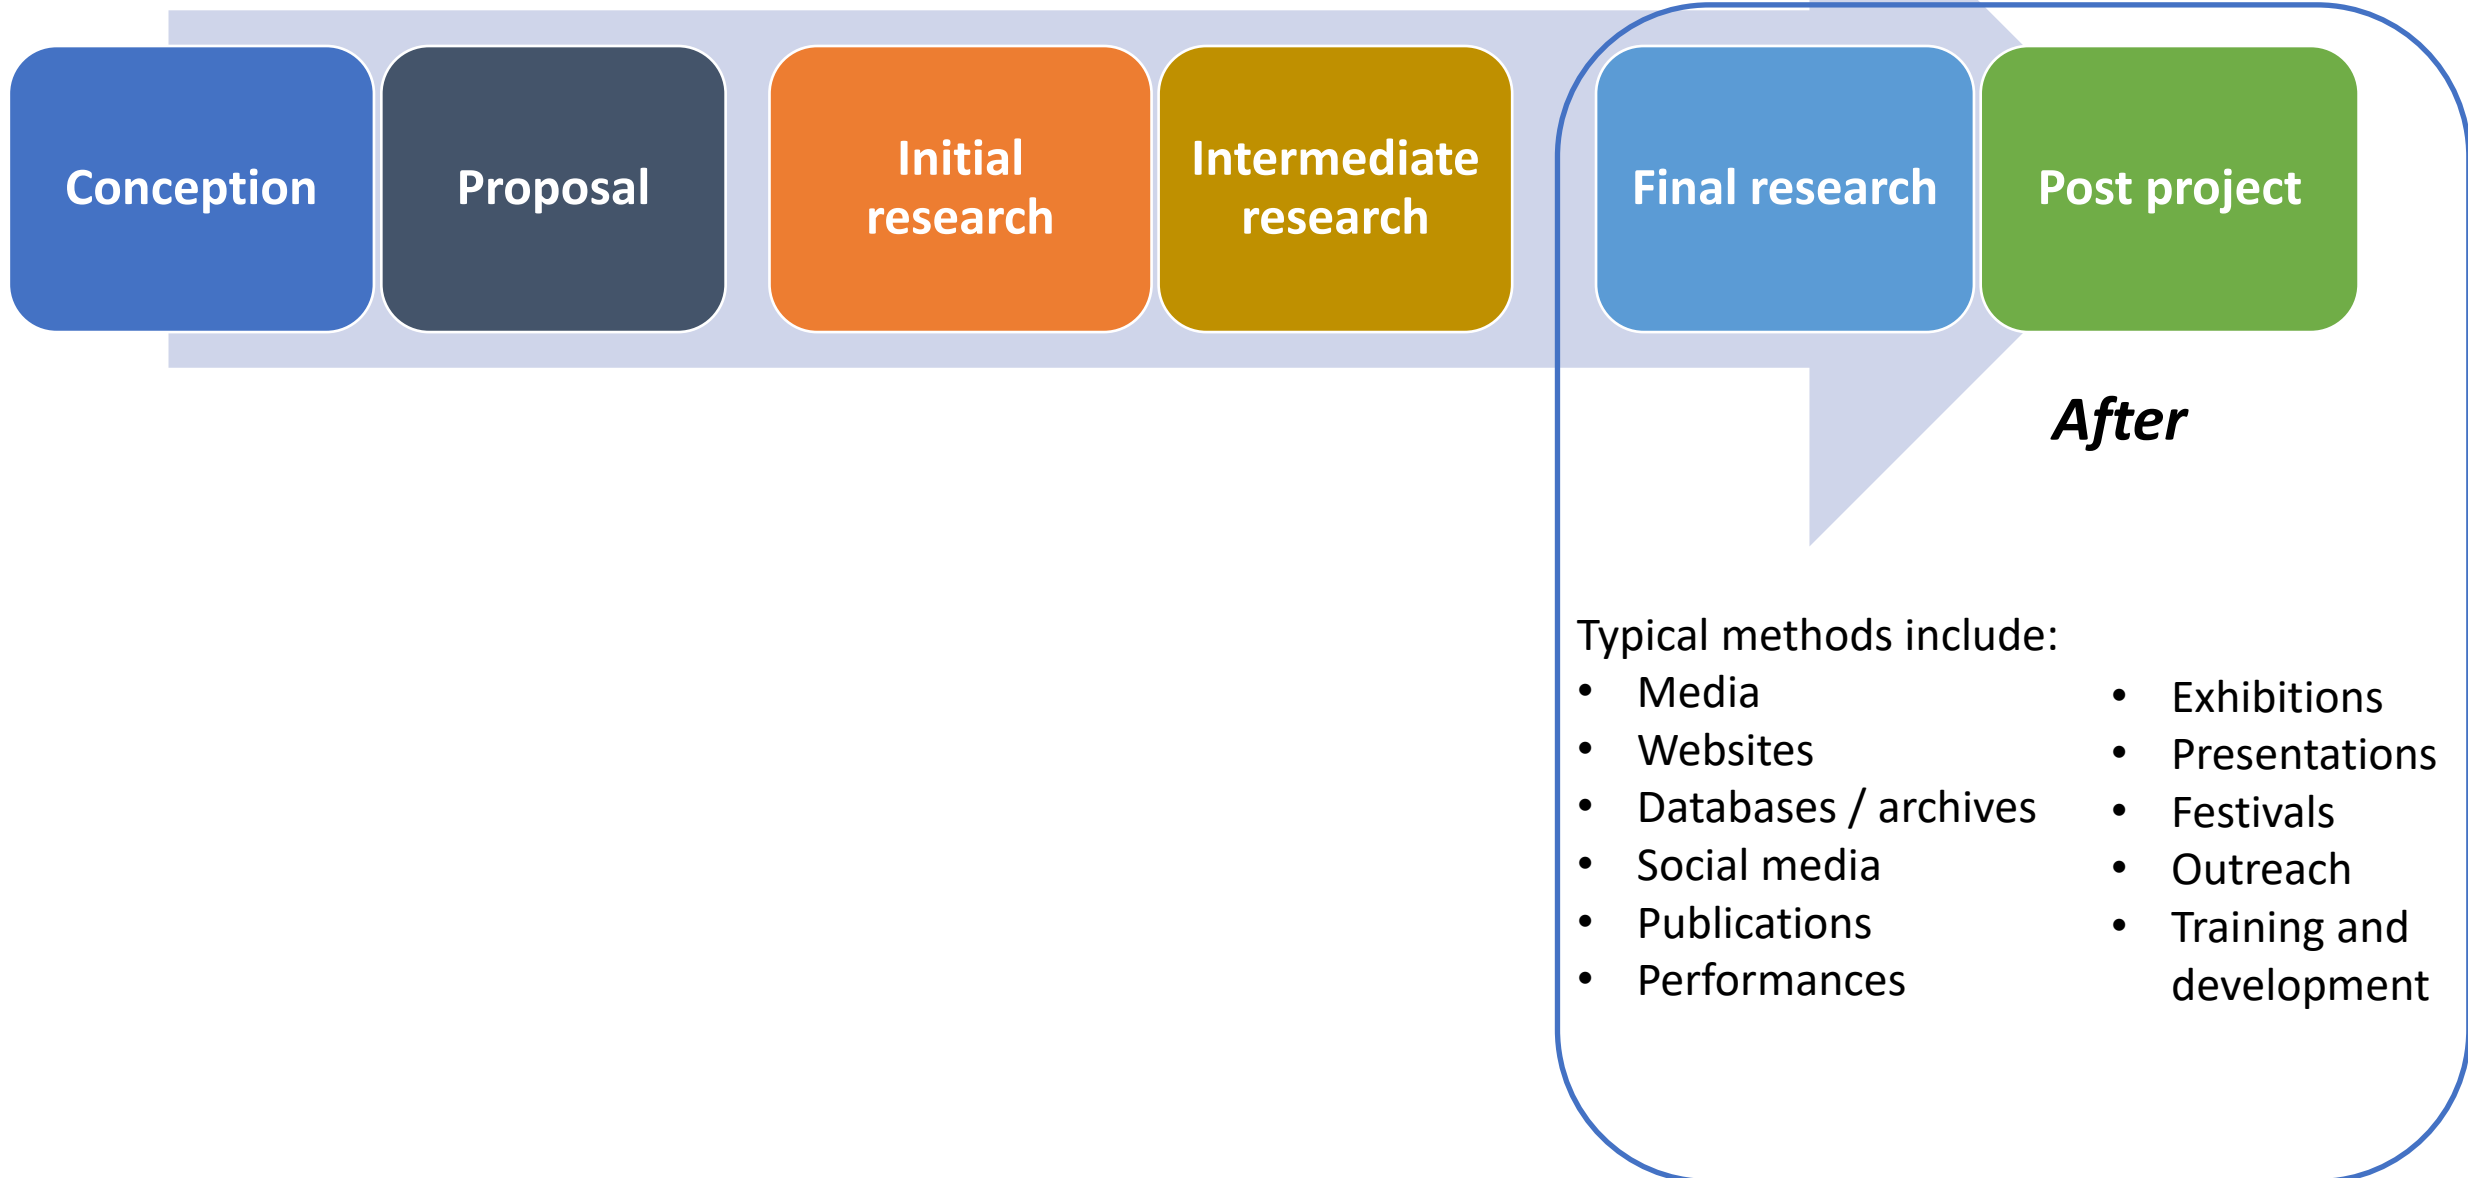 Conception
Proposal
Initial
research
Intermediate
research
Final research
Post project
After
Typical methods include:
• Media
• Websites
• Databases / archives
• Social media
• Publications
• Performances
• Exhibitions
• Presentations
• Festivals
• Outreach
• Training and
development